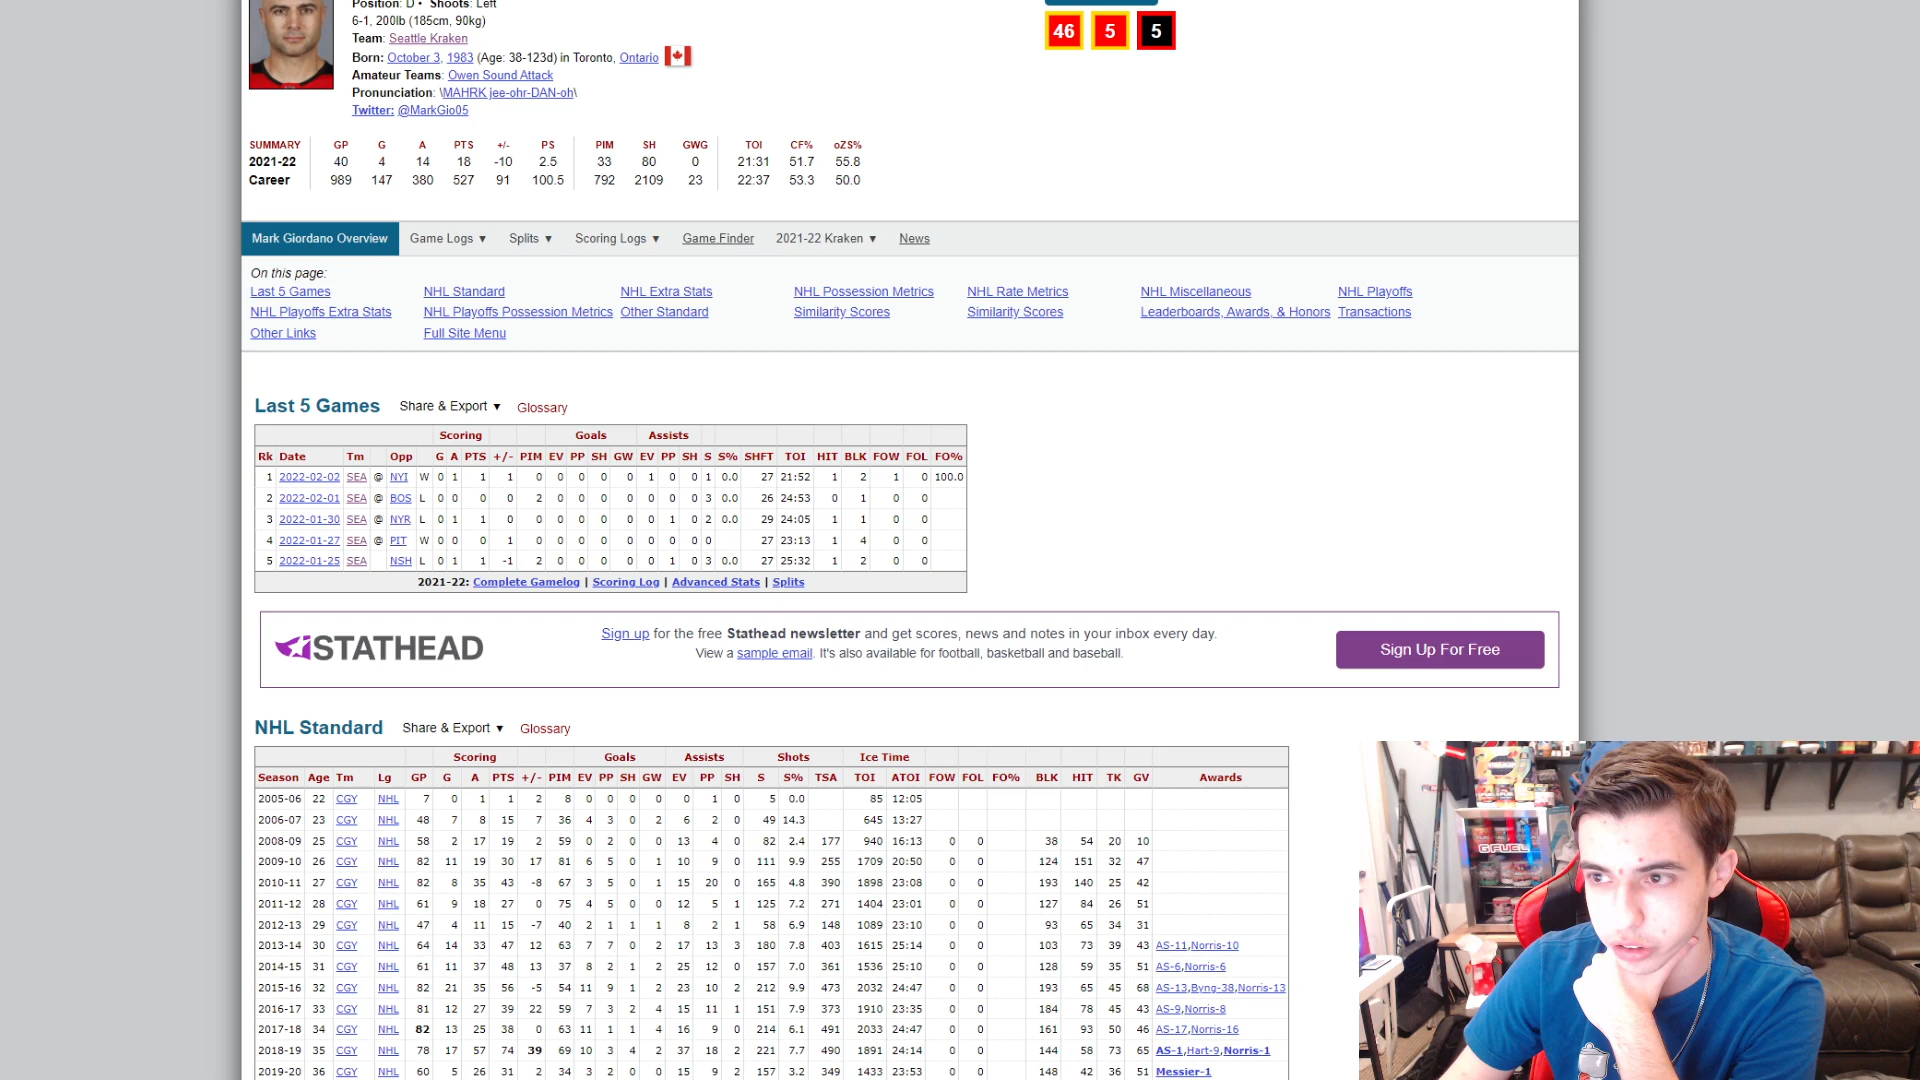 Position: D • Shoots: Left
6-1, 200lb (185cm, 90kg)
Team: Seattle Kraken
Born: October 3, 1983 (Age: 38-123d) in Toronto, Ontario
Amateur Teams: Owen Sound Attack
Pronunciation: \MAHRK jee-ohr-DAN-oh\
Twitter: @MarkGio05
46 5 5
SUMMARY GP G A PTS +/- PS PIM SH GWG TOI CF% oZS%
2021-22 40 4 14 18 -10 2.5 33 80 0 21:31 51.7 55.8
Career 989 147 380 527 91 100.5 792 2109 23 22:37 53.3 50.0
Mark Giordano Overview Game Logs ▼ Splits ▼ Scoring Logs ▼ Game Finder 2021-22 Kraken ▼ News
On this page:
Last 5 Games NHL Standard NHL Extra Stats NHL Possession Metrics NHL Rate Metrics NHL Miscellaneous NHL Playoffs
NHL Playoffs Extra Stats NHL Playoffs Possession Metrics Other Standard Similarity Scores Similarity Scores Leaderboards, Awards, & Honors Transactions
Other Links Full Site Menu
Last 5 Games Share & Export ▼ Glossary
Scoring Goals Assists
Rk Date Tm Opp G A PTS +/- PIM EV PP SH GW EV PP SH S S% SHFT TOI HIT BLK FOW FOL FO%
1 2022-02-02 SEA @ NYI W 0 1 1 1 0 0 0 0 0 1 0 0 1 0.0 27 21:52 1 2 1 0 100.0
2 2022-02-01 SEA @ BOS L 0 0 0 0 2 0 0 0 0 0 0 0 3 0.0 26 24:53 0 1 0 0
3 2022-01-30 SEA @ NYR L 0 1 1 0 0 0 0 0 0 0 1 0 2 0.0 29 24:05 1 1 0 0
4 2022-01-27 SEA @ PIT W 0 0 0 1 0 0 0 0 0 0 0 0 0 27 23:13 1 4 0 0
5 2022-01-25 SEA NSH L 0 1 1 -1 2 0 0 0 0 0 1 0 3 0.0 27 25:32 1 2 0 0
2021-22: Complete Gamelog | Scoring Log | Advanced Stats | Splits
STATHEAD
Sign up for the free Stathead newsletter and get scores, news and notes in your inbox every day.
View a sample email. It's also available for football, basketball and baseball.
Sign Up For Free
NHL Standard Share & Export ▼ Glossary
Scoring Goals Assists Shots Ice Time
Season Age Tm Lg GP G A PTS +/- PIM EV PP SH GW EV PP SH S S% TSA TOI ATOI FOW FOL FO% BLK HIT TK GV Awards
2005-06 22 CGY NHL 7 0 1 1 2 8 0 0 0 0 0 1 0 5 0.0 85 12:05
2006-07 23 CGY NHL 48 7 8 15 7 36 4 3 0 2 6 2 0 49 14.3 645 13:27
2008-09 25 CGY NHL 58 2 17 19 2 59 0 2 0 0 13 4 0 82 2.4 177 940 16:13 0 0 38 54 20 10
2009-10 26 CGY NHL 82 11 19 30 17 81 6 5 0 1 10 9 0 111 9.9 255 1709 20:50 0 0 124 151 32 47
2010-11 27 CGY NHL 82 8 35 43 -8 67 3 5 0 1 15 20 0 165 4.8 390 1898 23:08 0 0 193 140 25 42
2011-12 28 CGY NHL 61 9 18 27 0 75 4 5 0 0 12 5 1 125 7.2 271 1404 23:01 0 0 127 84 26 51
2012-13 29 CGY NHL 47 4 11 15 -7 40 2 1 1 1 8 2 1 58 6.9 148 1089 23:10 0 0 93 65 34 31
2013-14 30 CGY NHL 64 14 33 47 12 63 7 7 0 2 17 13 3 180 7.8 403 1615 25:14 0 0 103 73 39 43 AS-11,Norris-10
2014-15 31 CGY NHL 61 11 37 48 13 37 8 2 1 2 25 12 0 157 7.0 361 1536 25:10 0 0 128 59 35 51 AS-6,Norris-6
2015-16 32 CGY NHL 82 21 35 56 -5 54 11 9 1 2 23 10 2 212 9.9 473 2032 24:47 0 0 193 65 45 68 AS-13,Byng-38,Norris-13
2016-17 33 CGY NHL 81 12 27 39 22 59 7 3 2 4 15 11 1 151 7.9 373 1910 23:35 0 0 184 78 45 43 AS-9,Norris-8
2017-18 34 CGY NHL 82 13 25 38 0 63 11 1 1 4 16 9 0 214 6.1 491 2033 24:47 0 0 161 93 50 46 AS-17,Norris-16
2018-19 35 CGY NHL 78 17 57 74 39 69 10 3 4 2 37 18 2 221 7.7 490 1891 24:14 0 0 144 58 73 65 AS-1,Hart-9,Norris-1
2019-20 36 CGY NHL 60 5 26 31 2 34 3 2 0 0 15 9 2 157 3.2 349 1433 23:53 0 0 148 42 36 51 Messier-1
G FUEL